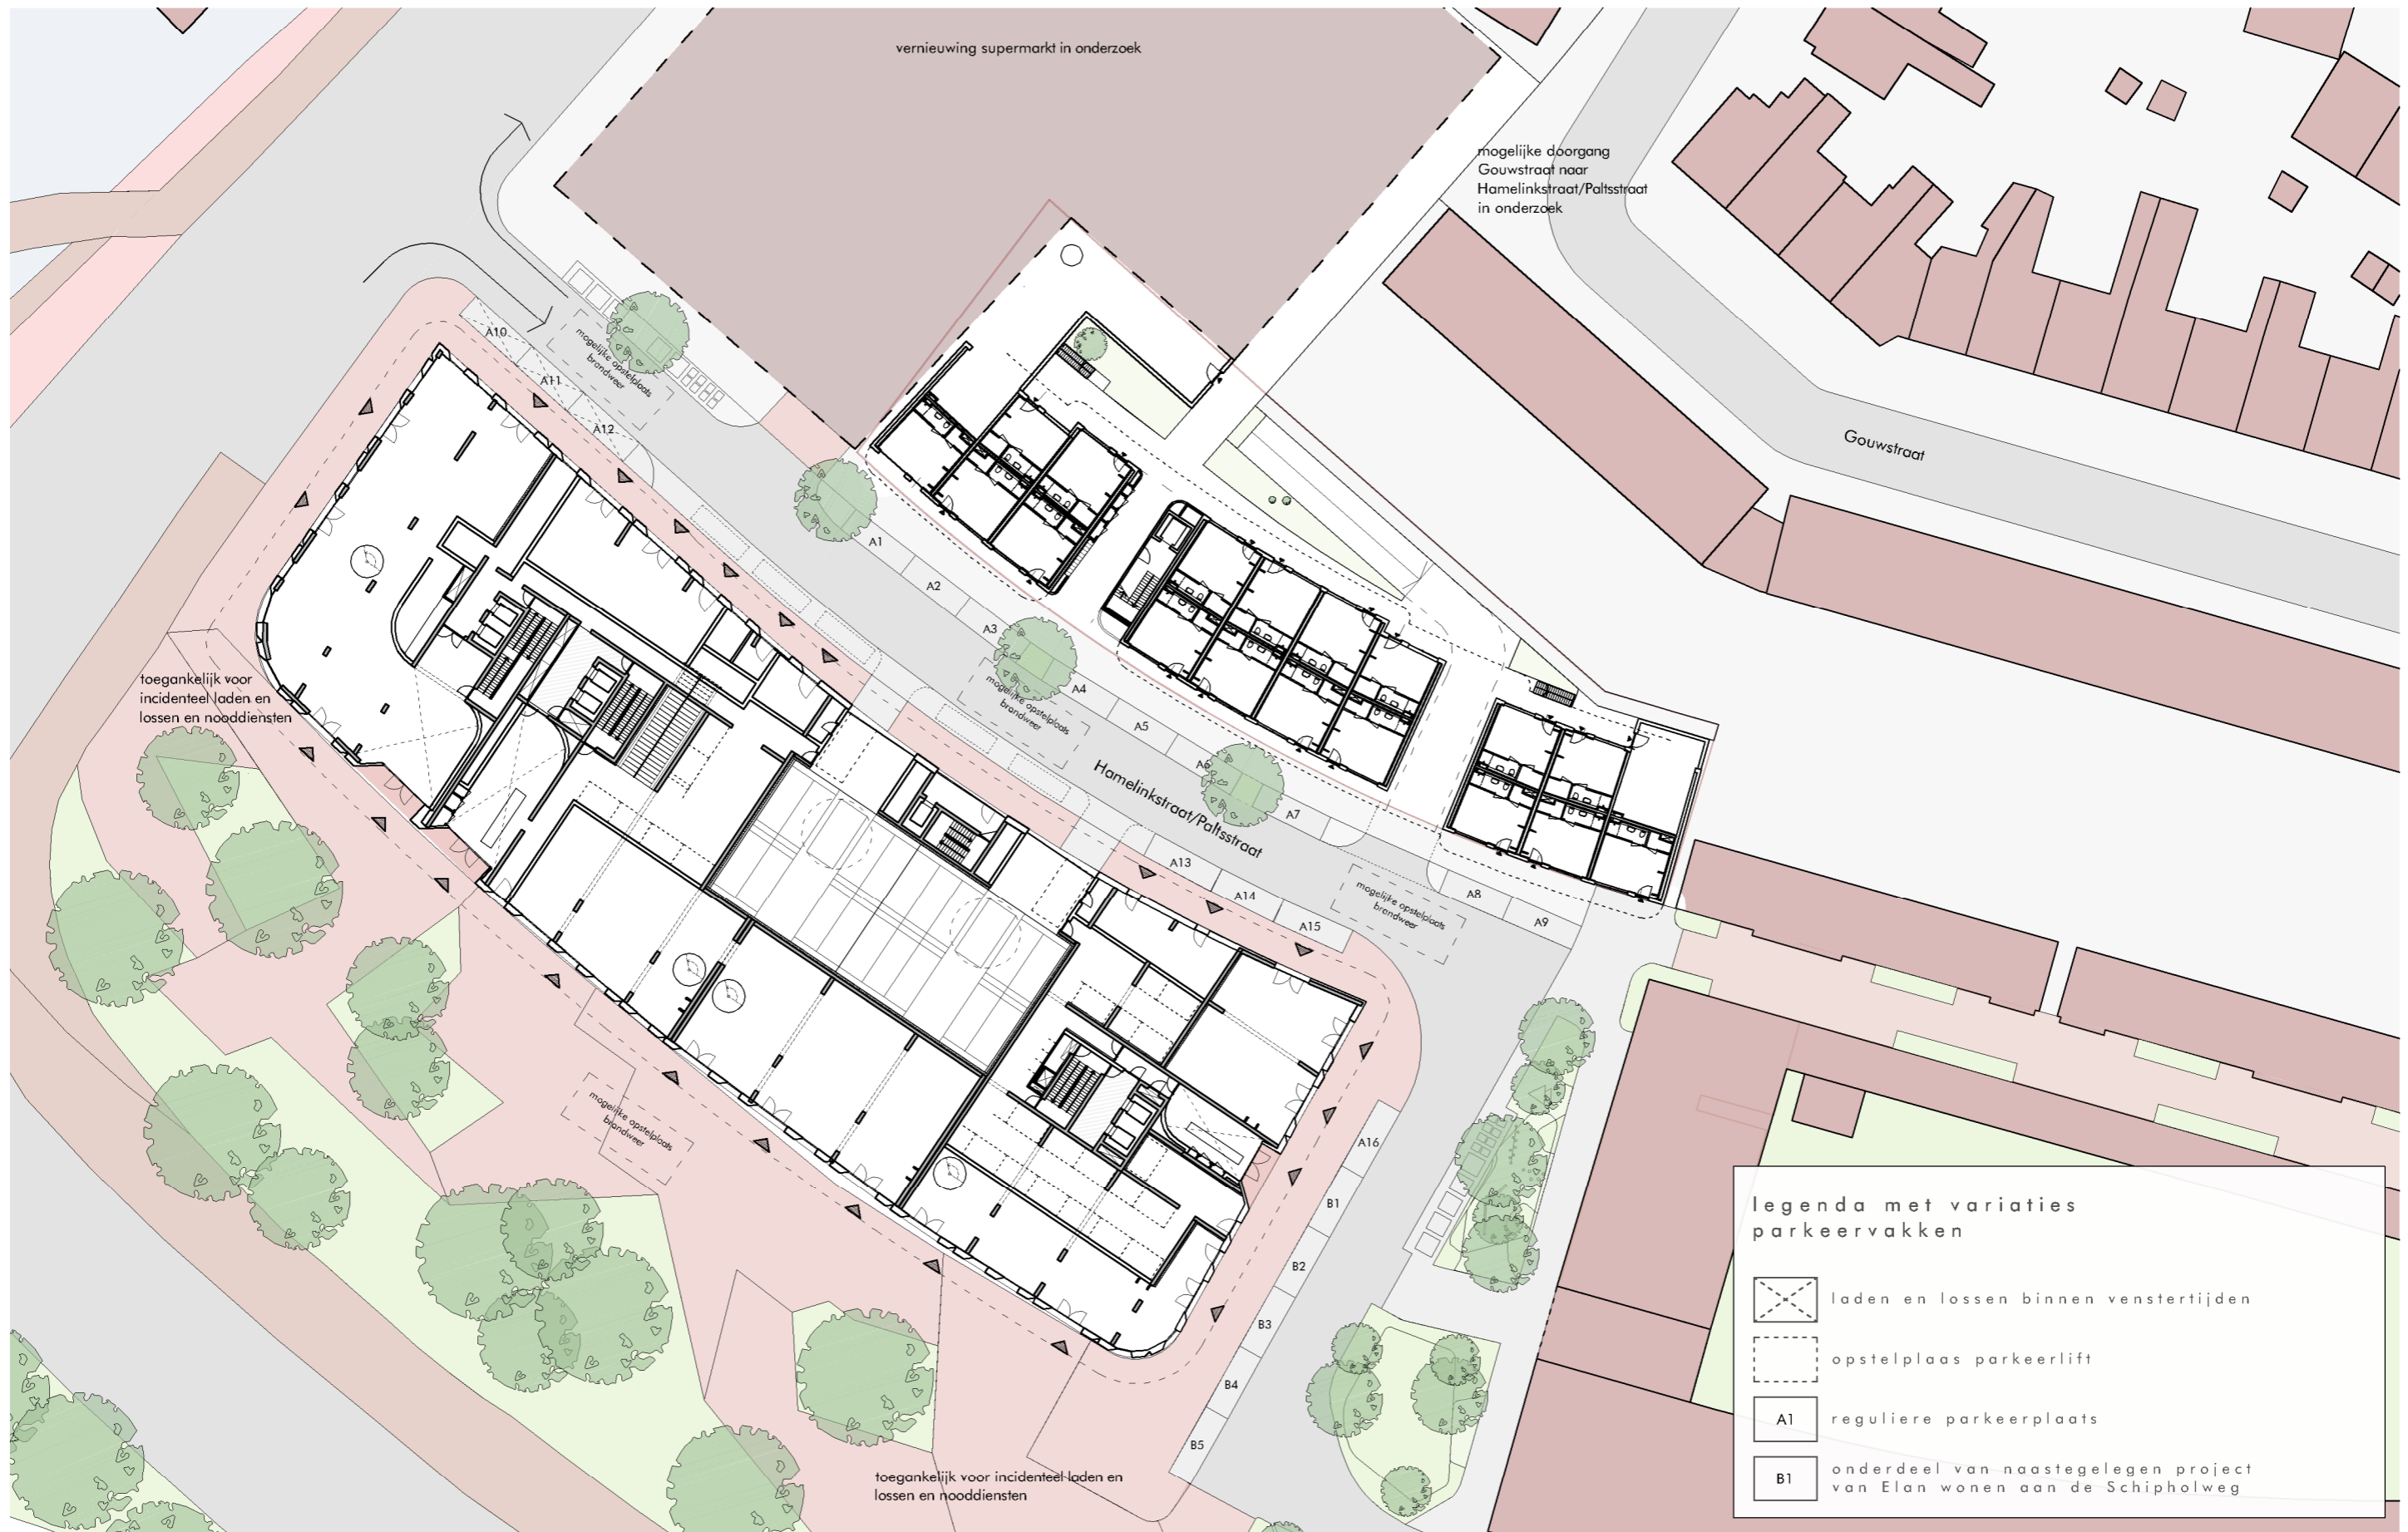 vernieuwing supermarkt in onderzoek
mogelijke doorgang
Gouwstraat naar
Hamelinkstraat/Paltsstraat
in onderzoek
A10
A11
A12
mogelijke opstelplaats
brandweer
Gouwstraat
A1
A2
A3
A4
A5
A6
A7
A8
A9
mogelijke opstelplaats
brandweer
Hamelinkstraat/Paltsstraat
toegankelijk voor
incidenteel laden en
lossen en nooddiensten
A13
A14
A15
mogelijke opstelplaats
brandweer
mogelijke opstelplaats
brandweer
A16
B1
B2
B3
B4
B5
toegankelijk voor incidenteel laden en
lossen en nooddiensten
legenda met variaties
parkeervakken
laden en lossen binnen venstertijden
opstelplaas parkeerlift
A1
reguliere parkeerplaats
B1
onderdeel van naastegelegen project
van Elan wonen aan de Schipholweg